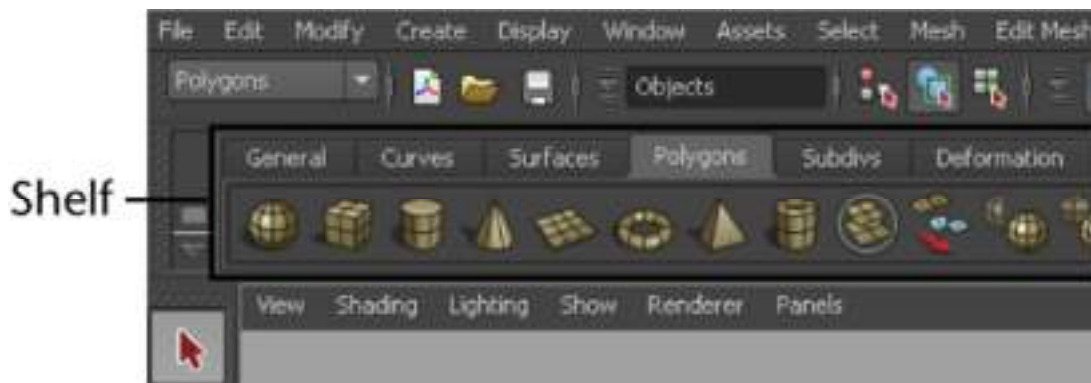 File Edit Modify Create Display Window Assets Select Mesh Edit Mesh
Polygons Objects
General Curves Surfaces Polygons Subdivs Deformation
Shelf
View Shading Lighting Show Renderer Panels